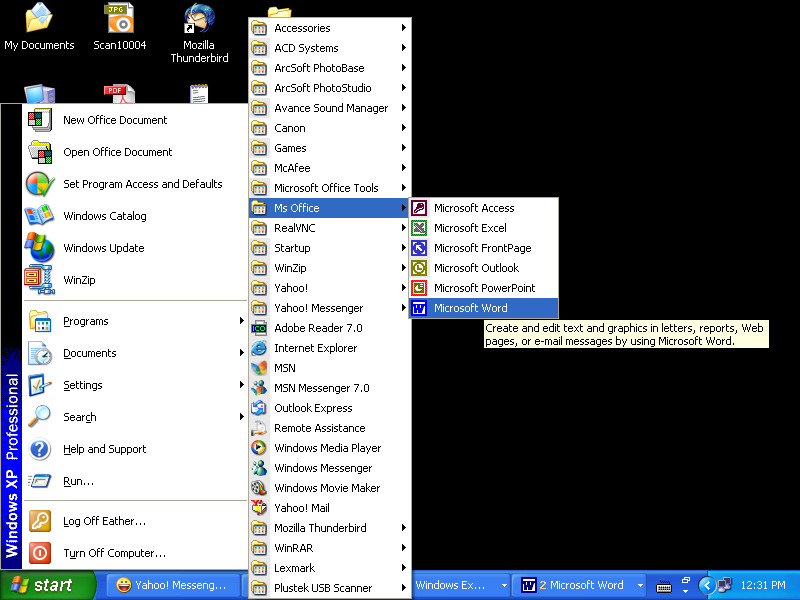 My Documents
Scan10004
Mozilla
Thunderbird
JPG
PDF
New Office Document
Open Office Document
Set Program Access and Defaults
Windows Catalog
Windows Update
WinZip
Programs
Documents
Settings
Search
Help and Support
Run...
Log Off Eather...
Turn Off Computer...
Windows XP Professional
Accessories
ACD Systems
ArcSoft PhotoBase
ArcSoft PhotoStudio
Avance Sound Manager
Canon
Games
McAfee
Microsoft Office Tools
Ms Office
RealVNC
Startup
WinZip
Yahoo!
Yahoo! Messenger
Adobe Reader 7.0
Internet Explorer
MSN
MSN Messenger 7.0
Outlook Express
Remote Assistance
Windows Media Player
Windows Messenger
Windows Movie Maker
Yahoo! Mail
Mozilla Thunderbird
WinRAR
Lexmark
Plustek USB Scanner
Microsoft Access
Microsoft Excel
Microsoft FrontPage
Microsoft Outlook
Microsoft PowerPoint
Microsoft Word
Create and edit text and graphics in letters, reports, Web
pages, or e-mail messages by using Microsoft Word.
start
Yahoo! Messeng...
Windows Ex...
2 Microsoft Word
12:31 PM